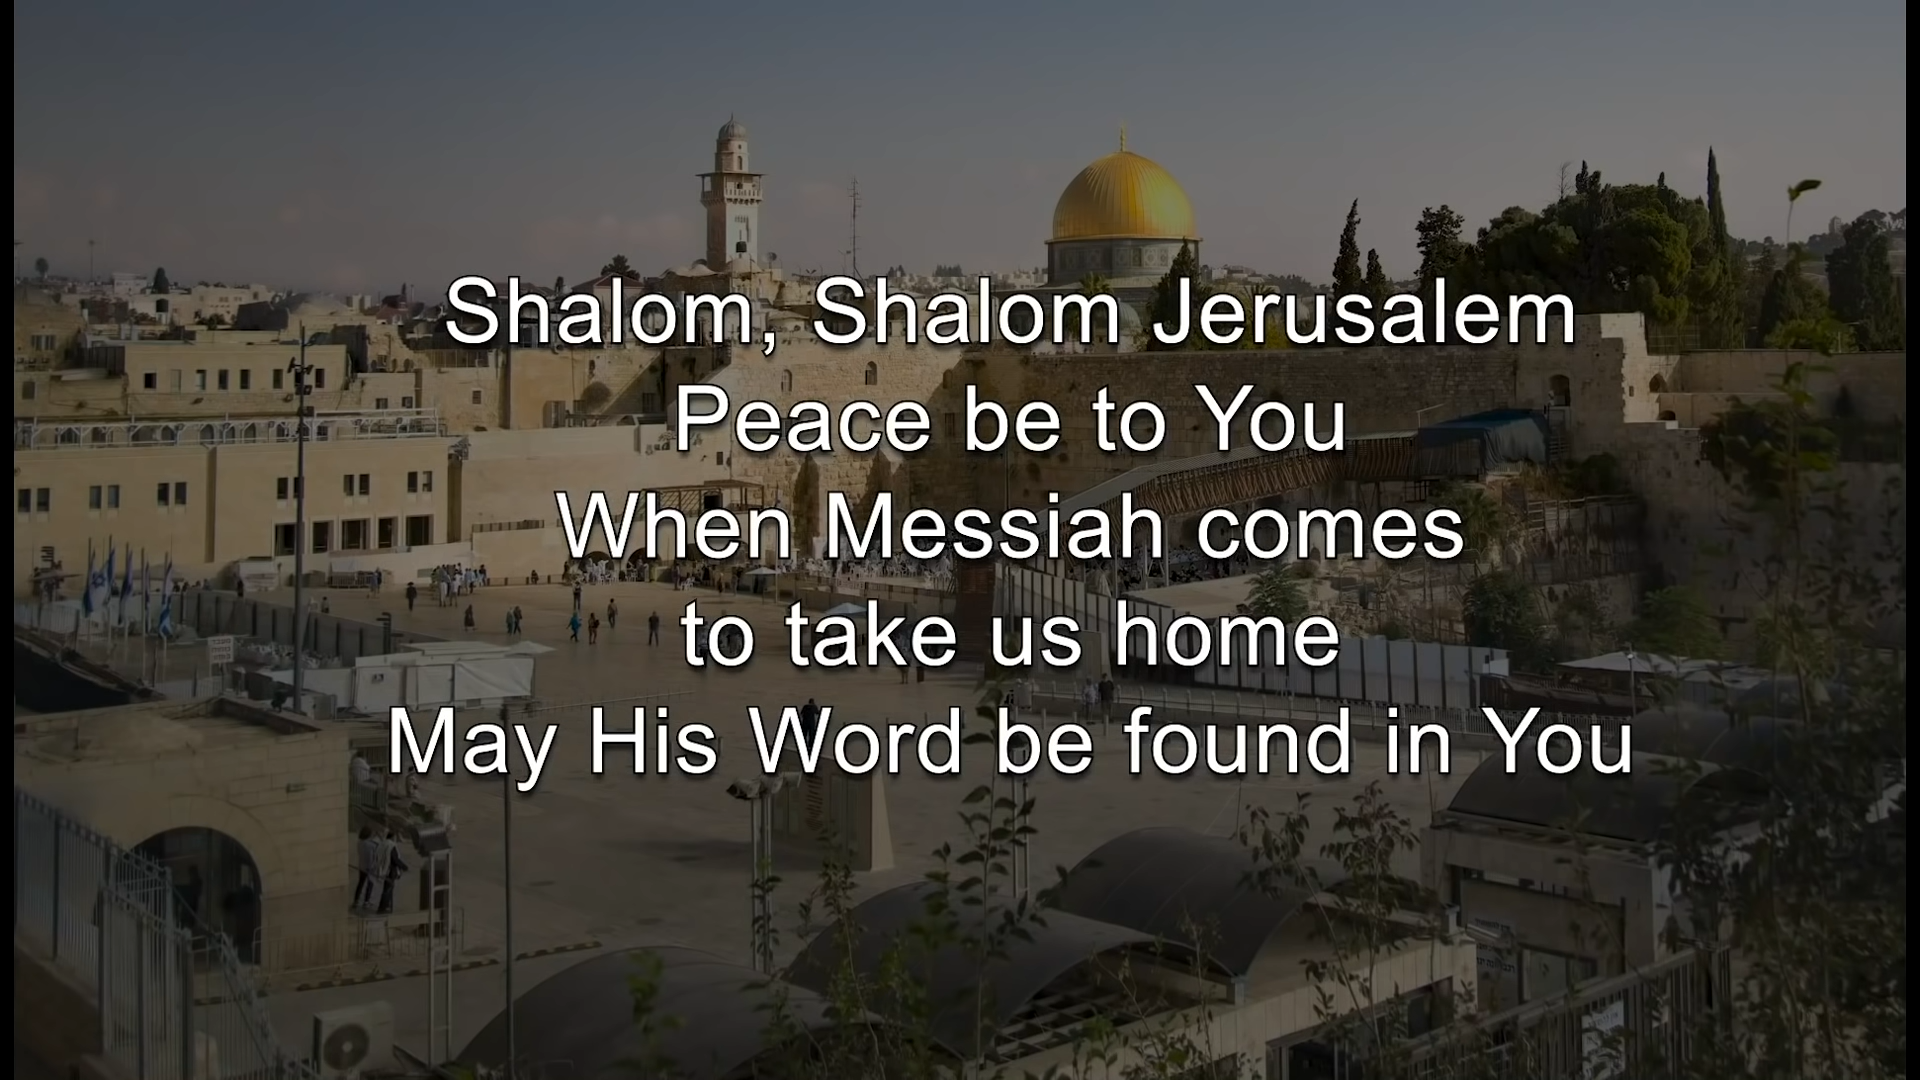 Shalom, Shalom Jerusalem
Peace be to You
When Messiah comes
to take us home
May His Word be found in You